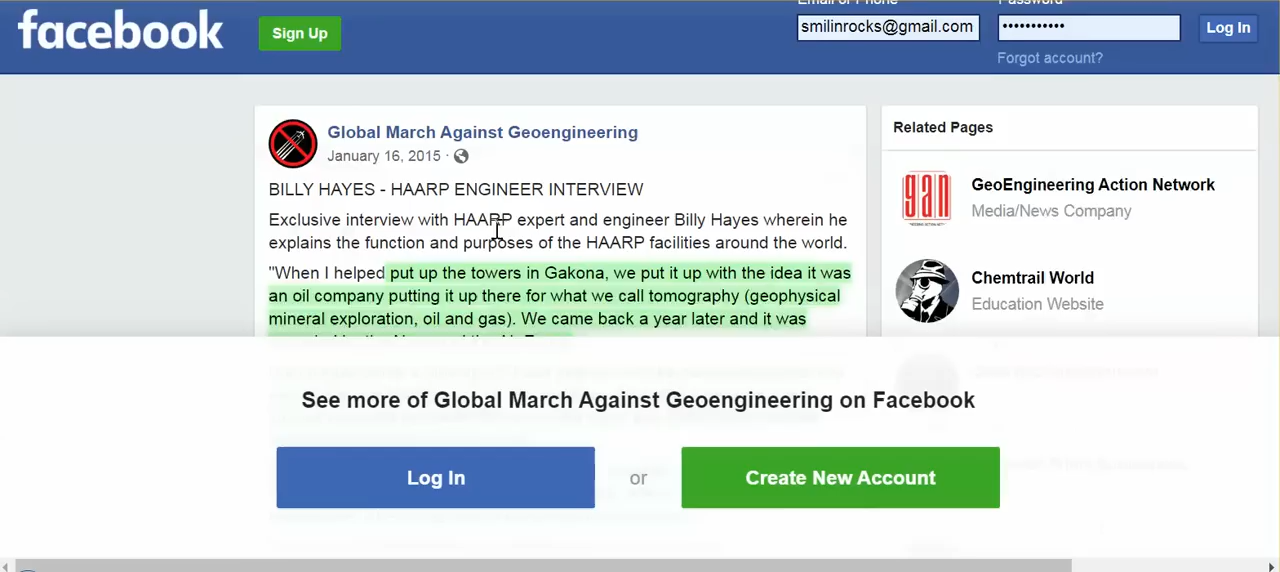 facebook
Sign Up
Email or Phone
Password
smilinrocks@gmail.com
•••••••••••
Log In
Forgot account?
Global March Against Geoengineering
January 16, 2015 ·
BILLY HAYES - HAARP ENGINEER INTERVIEW
Exclusive interview with HAARP expert and engineer Billy Hayes wherein he
explains the function and purposes of the HAARP facilities around the world.
"When I helped put up the towers in Gakona, we put it up with the idea it was
an oil company putting it up there for what we call tomography (geophysical
mineral exploration, oil and gas). We came back a year later and it was
Related Pages
gan
GeoEngineering Action Network
Media/News Company
Chemtrail World
Education Website
See more of Global March Against Geoengineering on Facebook
Log In
or
Create New Account